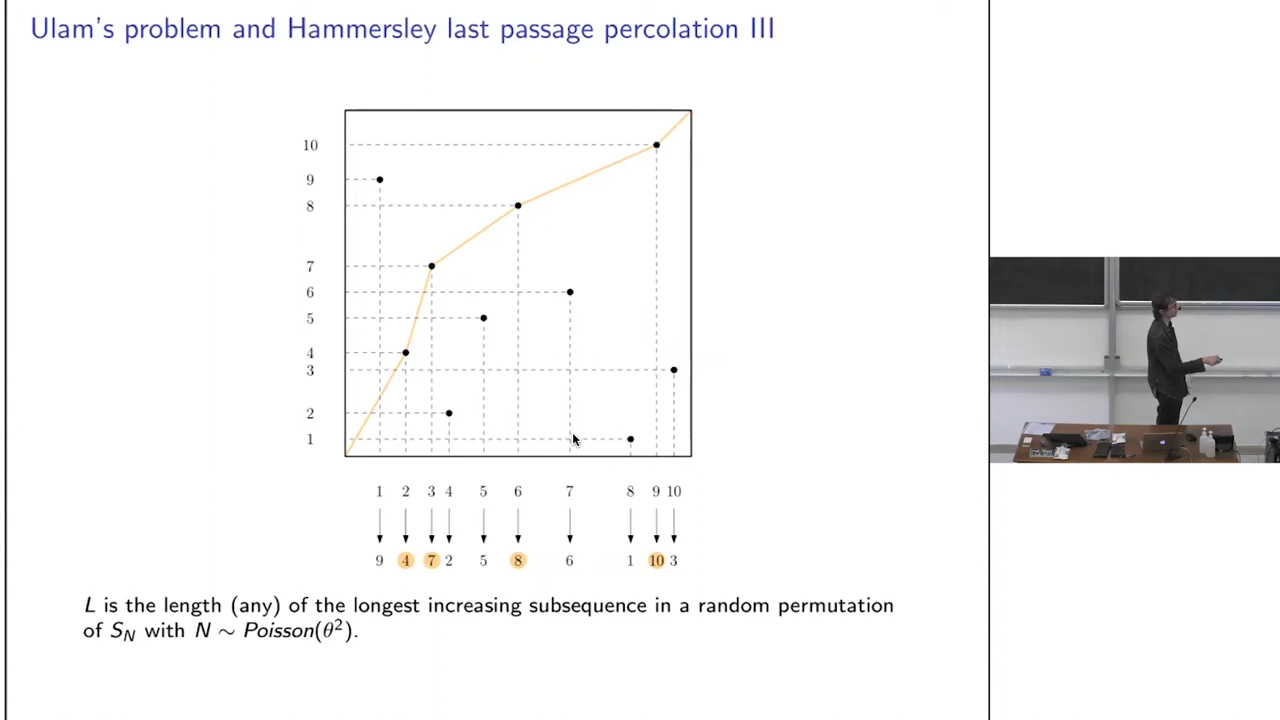 Ulam's problem and Hammersley last passage percolation III
10
9
8
7
6
5
4
3
2
1
1 2 3 4 5 6 7 8 9 10
9 4 7 2 5 8 6 1 10 3
L is the length (any) of the longest increasing subsequence in a random permutation
of S_N with N ∼ Poisson(θ²).